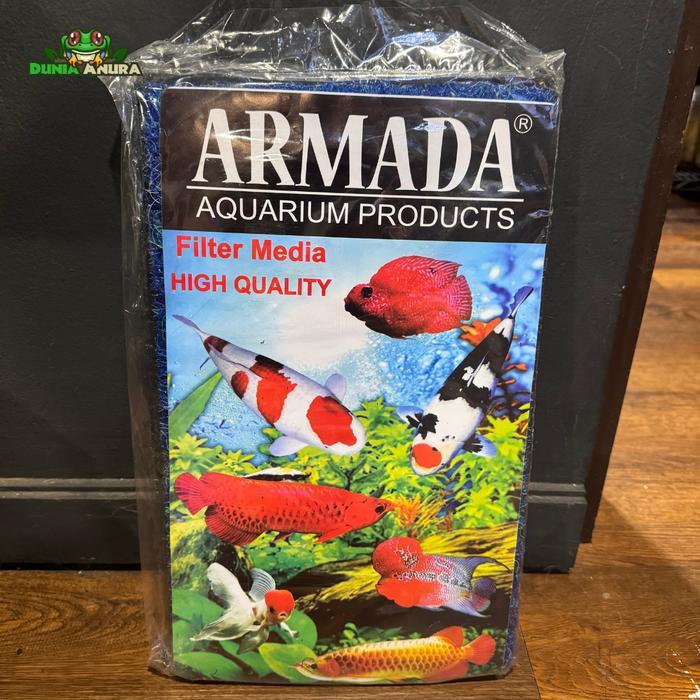 DUNIA ANURA
ARMADA®
AQUARIUM PRODUCTS
Filter Media
HIGH QUALITY